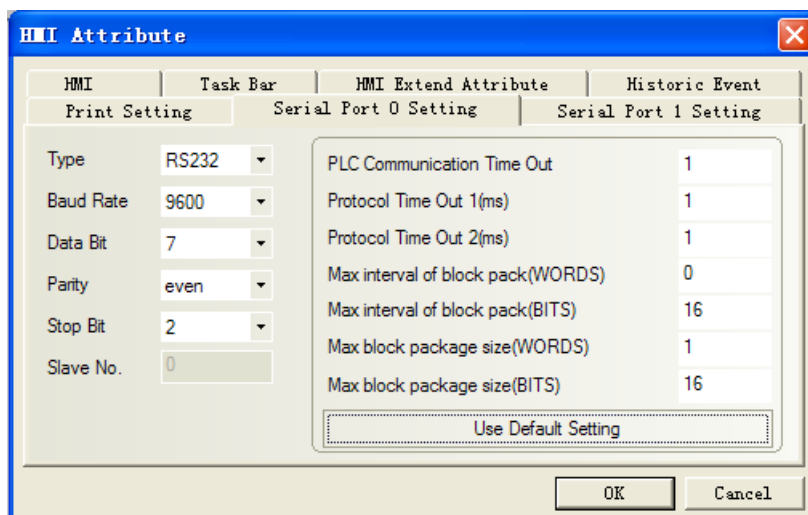 HMI Attribute
HMI Task Bar HMI Extend Attribute Historic Event
Print Setting Serial Port 0 Setting Serial Port 1 Setting
Type RS232
Baud Rate 9600
Data Bit 7
Parity even
Stop Bit 2
Slave No. 0
PLC Communication Time Out 1
Protocol Time Out 1(ms) 1
Protocol Time Out 2(ms) 1
Max interval of block pack(WORDS) 0
Max interval of block pack(BITS) 16
Max block package size(WORDS) 1
Max block package size(BITS) 16
Use Default Setting
OK Cancel